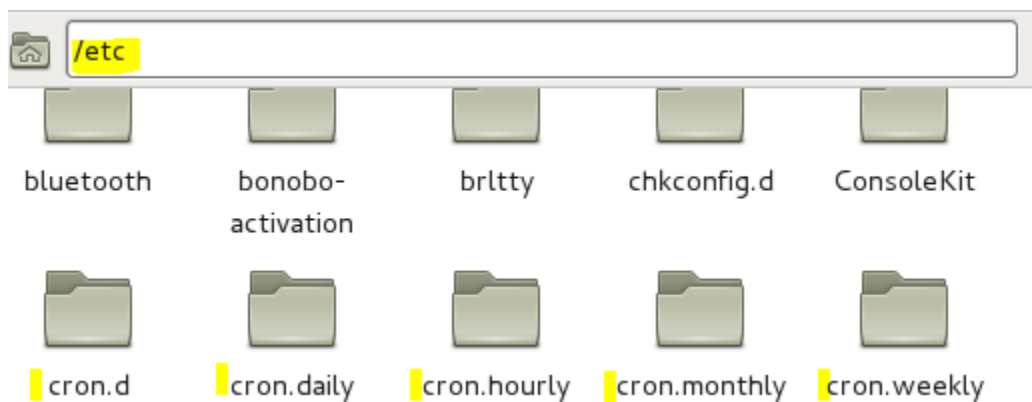 /etc
bluetooth bonobo- brltty chkconfig.d ConsoleKit
activation
cron.d cron.daily cron.hourly cron.monthly cron.weekly